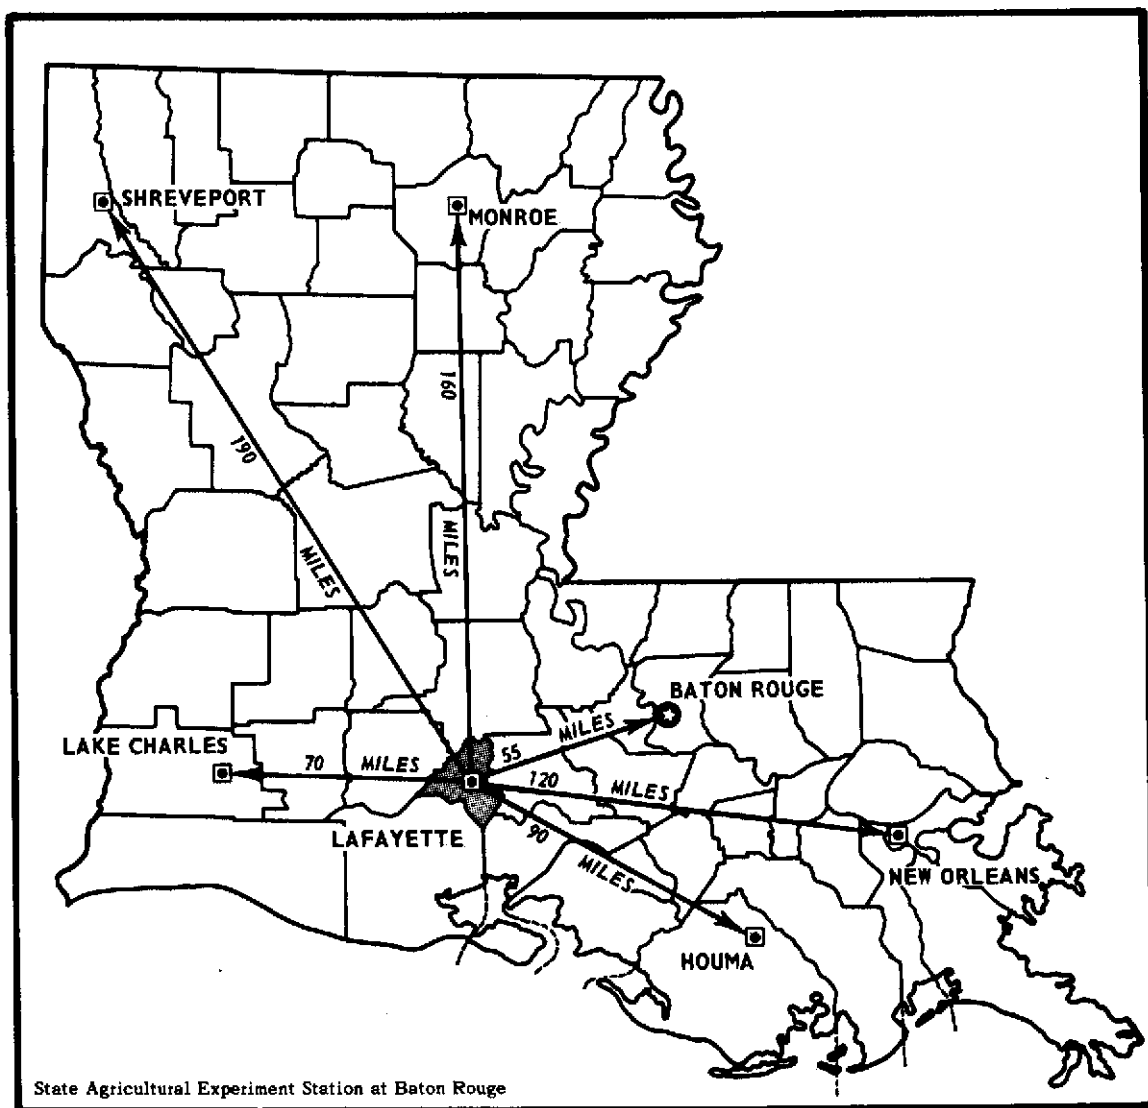 SHREVEPORT
MONROE
160
190
MILES
MILES
BATON ROUGE
LAKE CHARLES
70 MILES
55 MILES
120 MILES
LAFAYETTE
90 MILES
NEW ORLEANS
HOUMA
State Agricultural Experiment Station at Baton Rouge